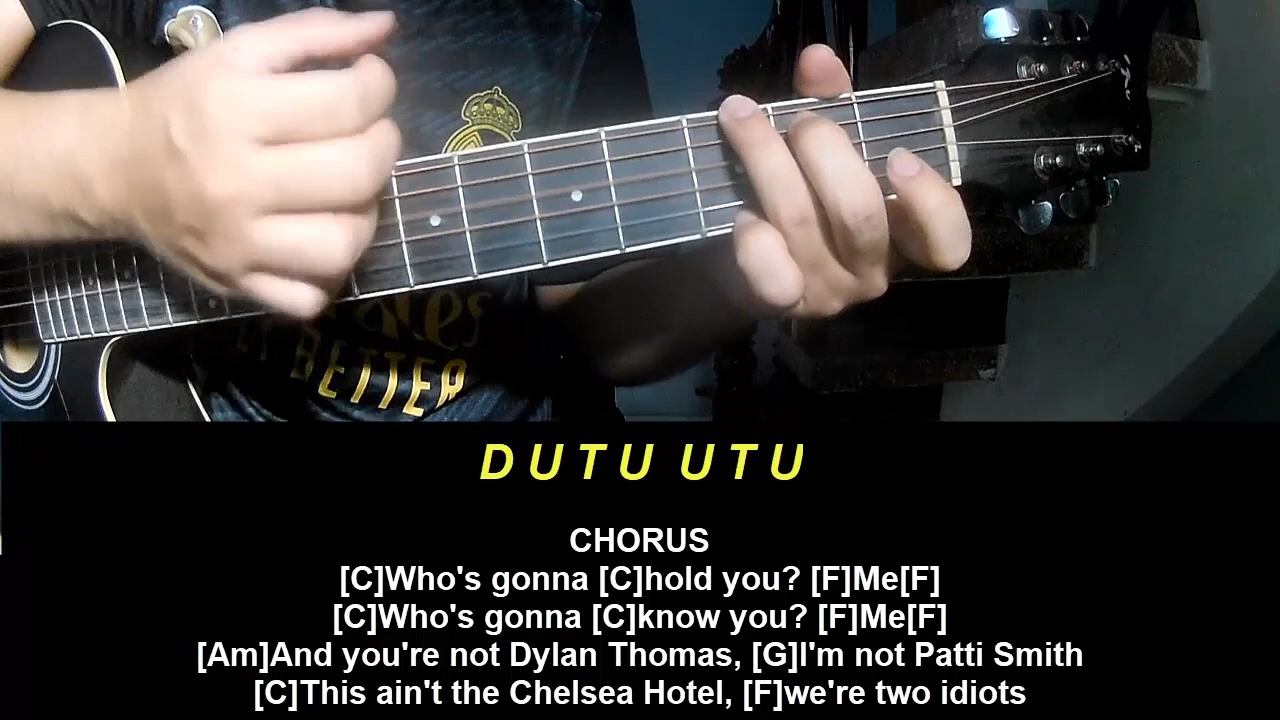 BETTER
D U T U U T U
CHORUS
[C]Who's gonna [C]hold you? [F]Me[F]
[C]Who's gonna [C]know you? [F]Me[F]
[Am]And you're not Dylan Thomas, [G]I'm not Patti Smith
[C]This ain't the Chelsea Hotel, [F]we're two idiots